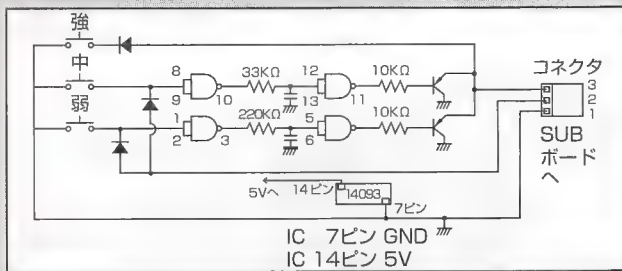 強
中
弱
8
9
10
33KΩ
12
13
11
10KΩ
1
2
3
220KΩ
5
6
10KΩ
コネクタ
3
2
1
SUB
ボード
へ
5Vへ
14ピン
14093
7ピン
IC 7ピン GND
IC 14ピン 5V